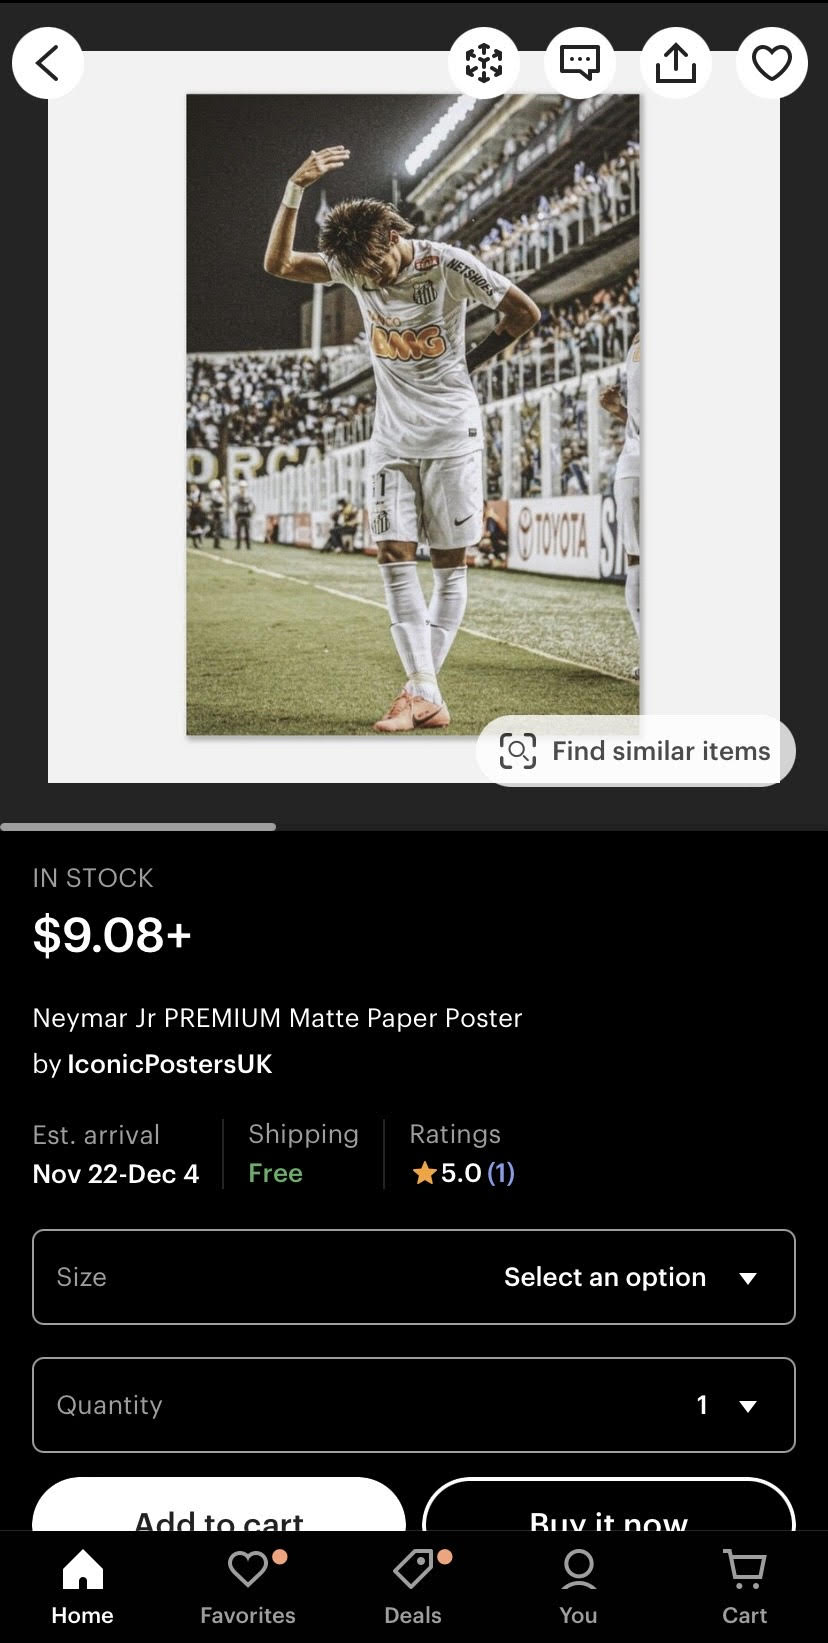 NETSHOES
BMG
ORÇA
11
TOYOTA
S
Find similar items
IN STOCK
$9.08+
Neymar Jr PREMIUM Matte Paper Poster
by IconicPostersUK
Est. arrival
Shipping
Ratings
Nov 22-Dec 4
Free
5.0 (1)
Size
Select an option
Quantity
1
Add to cart
Buy it now
Home
Favorites
Deals
You
Cart